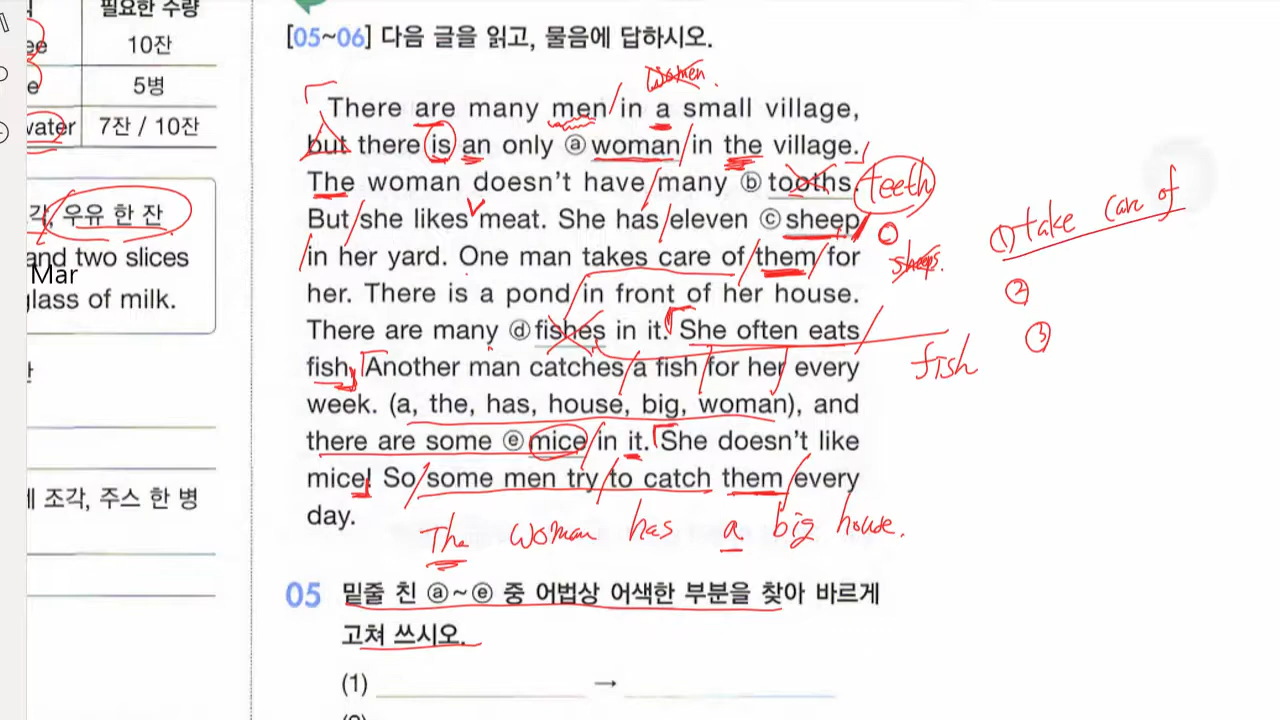 필요한 수량
ee 10잔
e 5병
water 7잔 / 10잔
각, 우유 한 잔
and two slices
Mar
glass of milk.
조각, 주스 한 병
[05~06] 다음 글을 읽고, 물음에 답하시오.
women.
There are many men in a small village,
but there is an only ⓐ woman in the village.
The woman doesn't have many ⓑ tooths. teeth
But she likes meat. She has eleven ⓒ sheep
sheeps.
in her yard. One man takes care of them for
her. There is a pond in front of her house.
There are many ⓓ fishes in it. She often eats
fish
fish. Another man catches a fish for her every
week. (a, the, has, house, big, woman), and
there are some ⓔ mice in it. She doesn't like
mice! So some men try to catch them every
day.
The woman has a big house.
(1) take care of
②
③
05 밑줄 친 ⓐ~ⓔ 중 어법상 어색한 부분을 찾아 바르게
고쳐 쓰시오.
(1) →